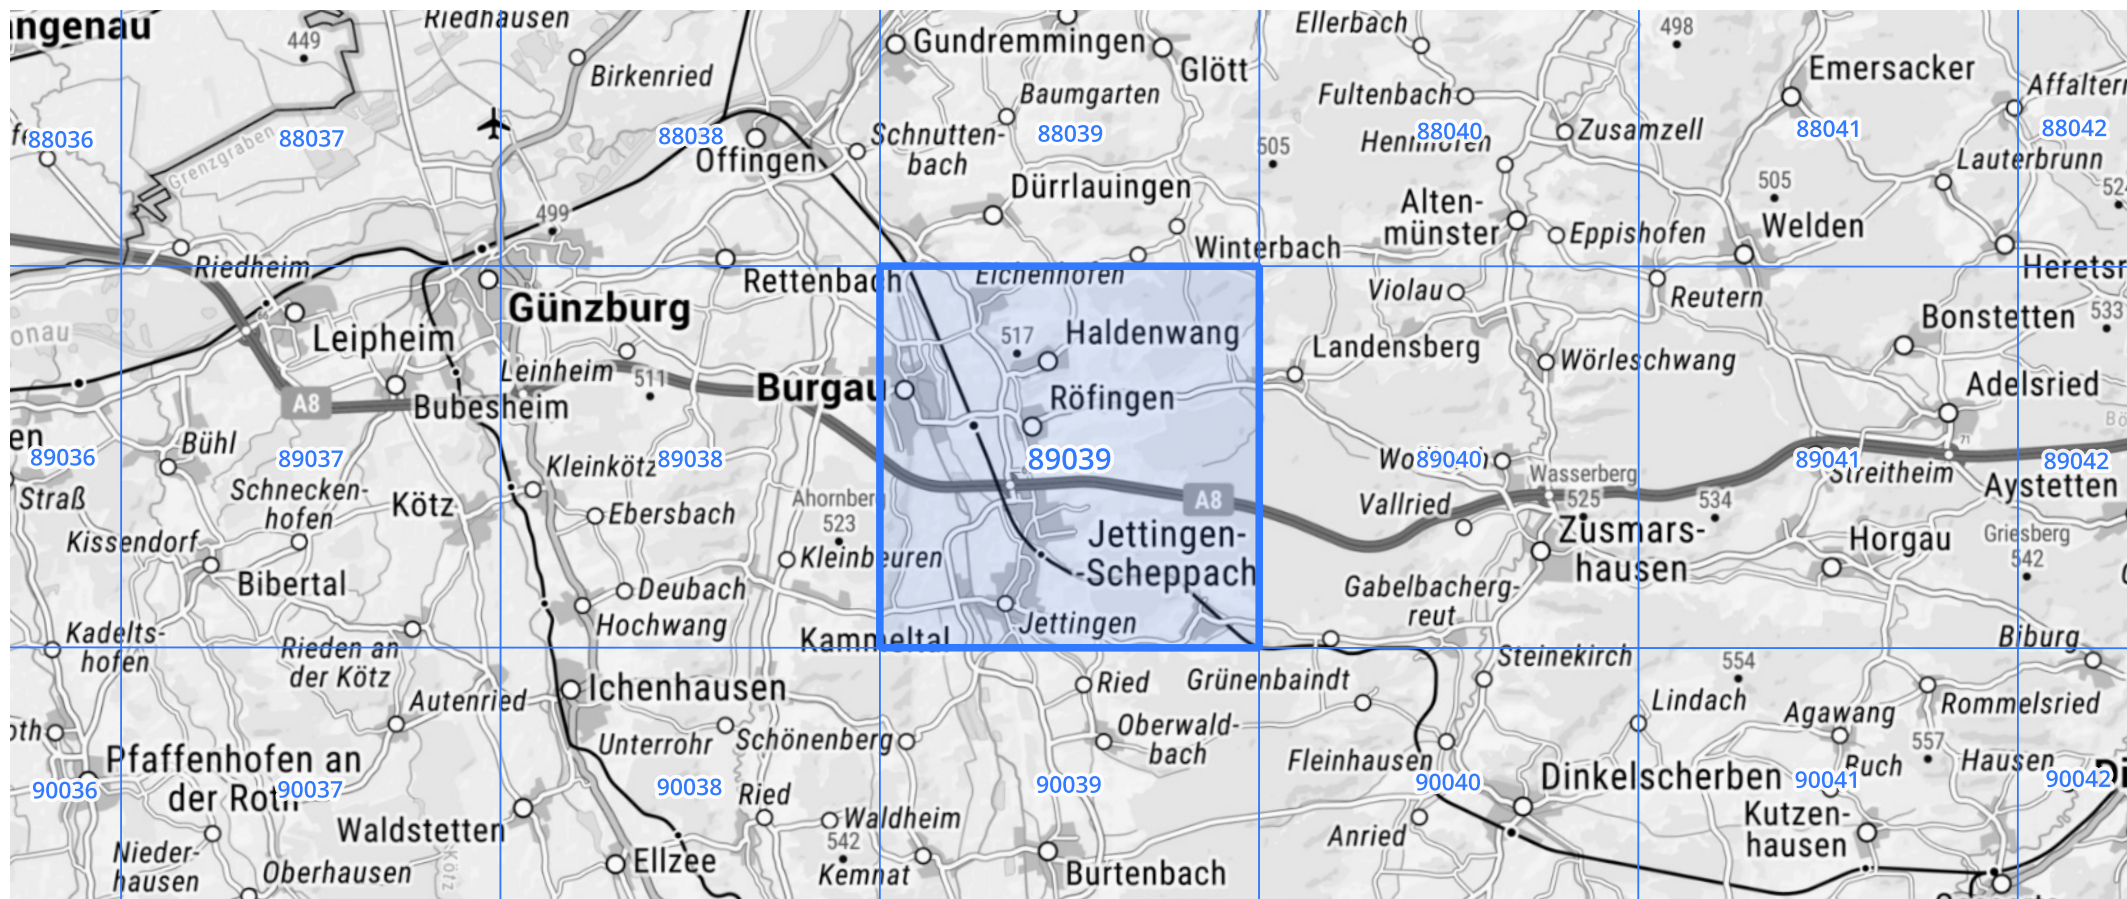 Riedhausen
Ellerbach
498
449
Gundremmingen
Glött
Emersacker
Birkenried
Baumgarten
Fultenbach
Affaltern
88036
88037
88038
Schnutten-
bach
88039
505
88040
Zusamzell
88041
88042
Grenzgraben
Offingen
Dürrlauingen
Lauterbrunn
505
Alten-
münster
499
Eppishofen
Welden
Winterbach
Riedheim
Rettenbach
Eichenhofen
Violau
Reutern
Günzburg
Leipheim
517
Haldenwang
Landensberg
Bonstetten
533
Wörleschwang
Leinheim
511
Burgau
Röfingen
Adelsried
A8
Bubesheim
Bühl
89036
89037
Kleinkötz
89038
89039
89040
Wasserberg
525
89041
71
Streitheim
89042
Straß
Schnecken-
hofen
Kötz
Ebersbach
Ahornberg
523
A8
Vallried
534
Aystetten
Kissendorf
Kleinbeuren
Jettingen-
-Scheppach
Zusmars-
hausen
Horgau
Griesberg
542
Bibertal
Deubach
Hochwang
Gabelbacherg-
reut
Kadelts-
hofen
Rieden an
der Kötz
Kammeltal
Jettingen
Biburg
Steinekirch
554
Autenried
Ichenhausen
Ried
Grünenbaindt
Lindach
Rommelsried
Agawang
Unterrohr
Schönenberg
Oberwald-
bach
Fleinhausen
557
Hausen
Pfaffenhofen an
der Roth
90036
90037
90038
90039
90040
Dinkelscherben
90041
Buch
90042
Ried
Waldstetten
Waldheim
542
Kemnat
Anried
Kutzen-
hausen
Nieder-
hausen
Oberhausen
Kötz
Ellzee
Burtenbach